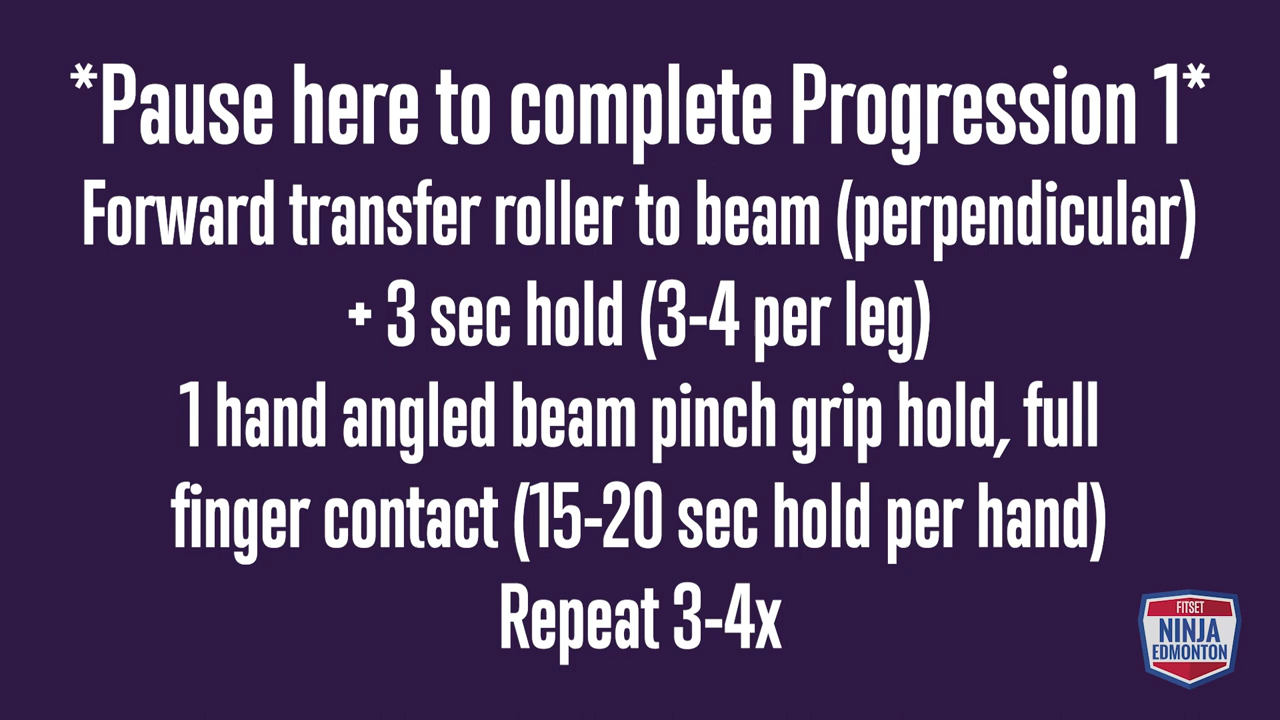 *Pause here to complete Progression 1*
Forward transfer roller to beam (perpendicular)
+ 3 sec hold (3-4 per leg)
1 hand angled beam pinch grip hold, full
finger contact (15-20 sec hold per hand)
Repeat 3-4x
FITSET
NINJA
EDMONTON